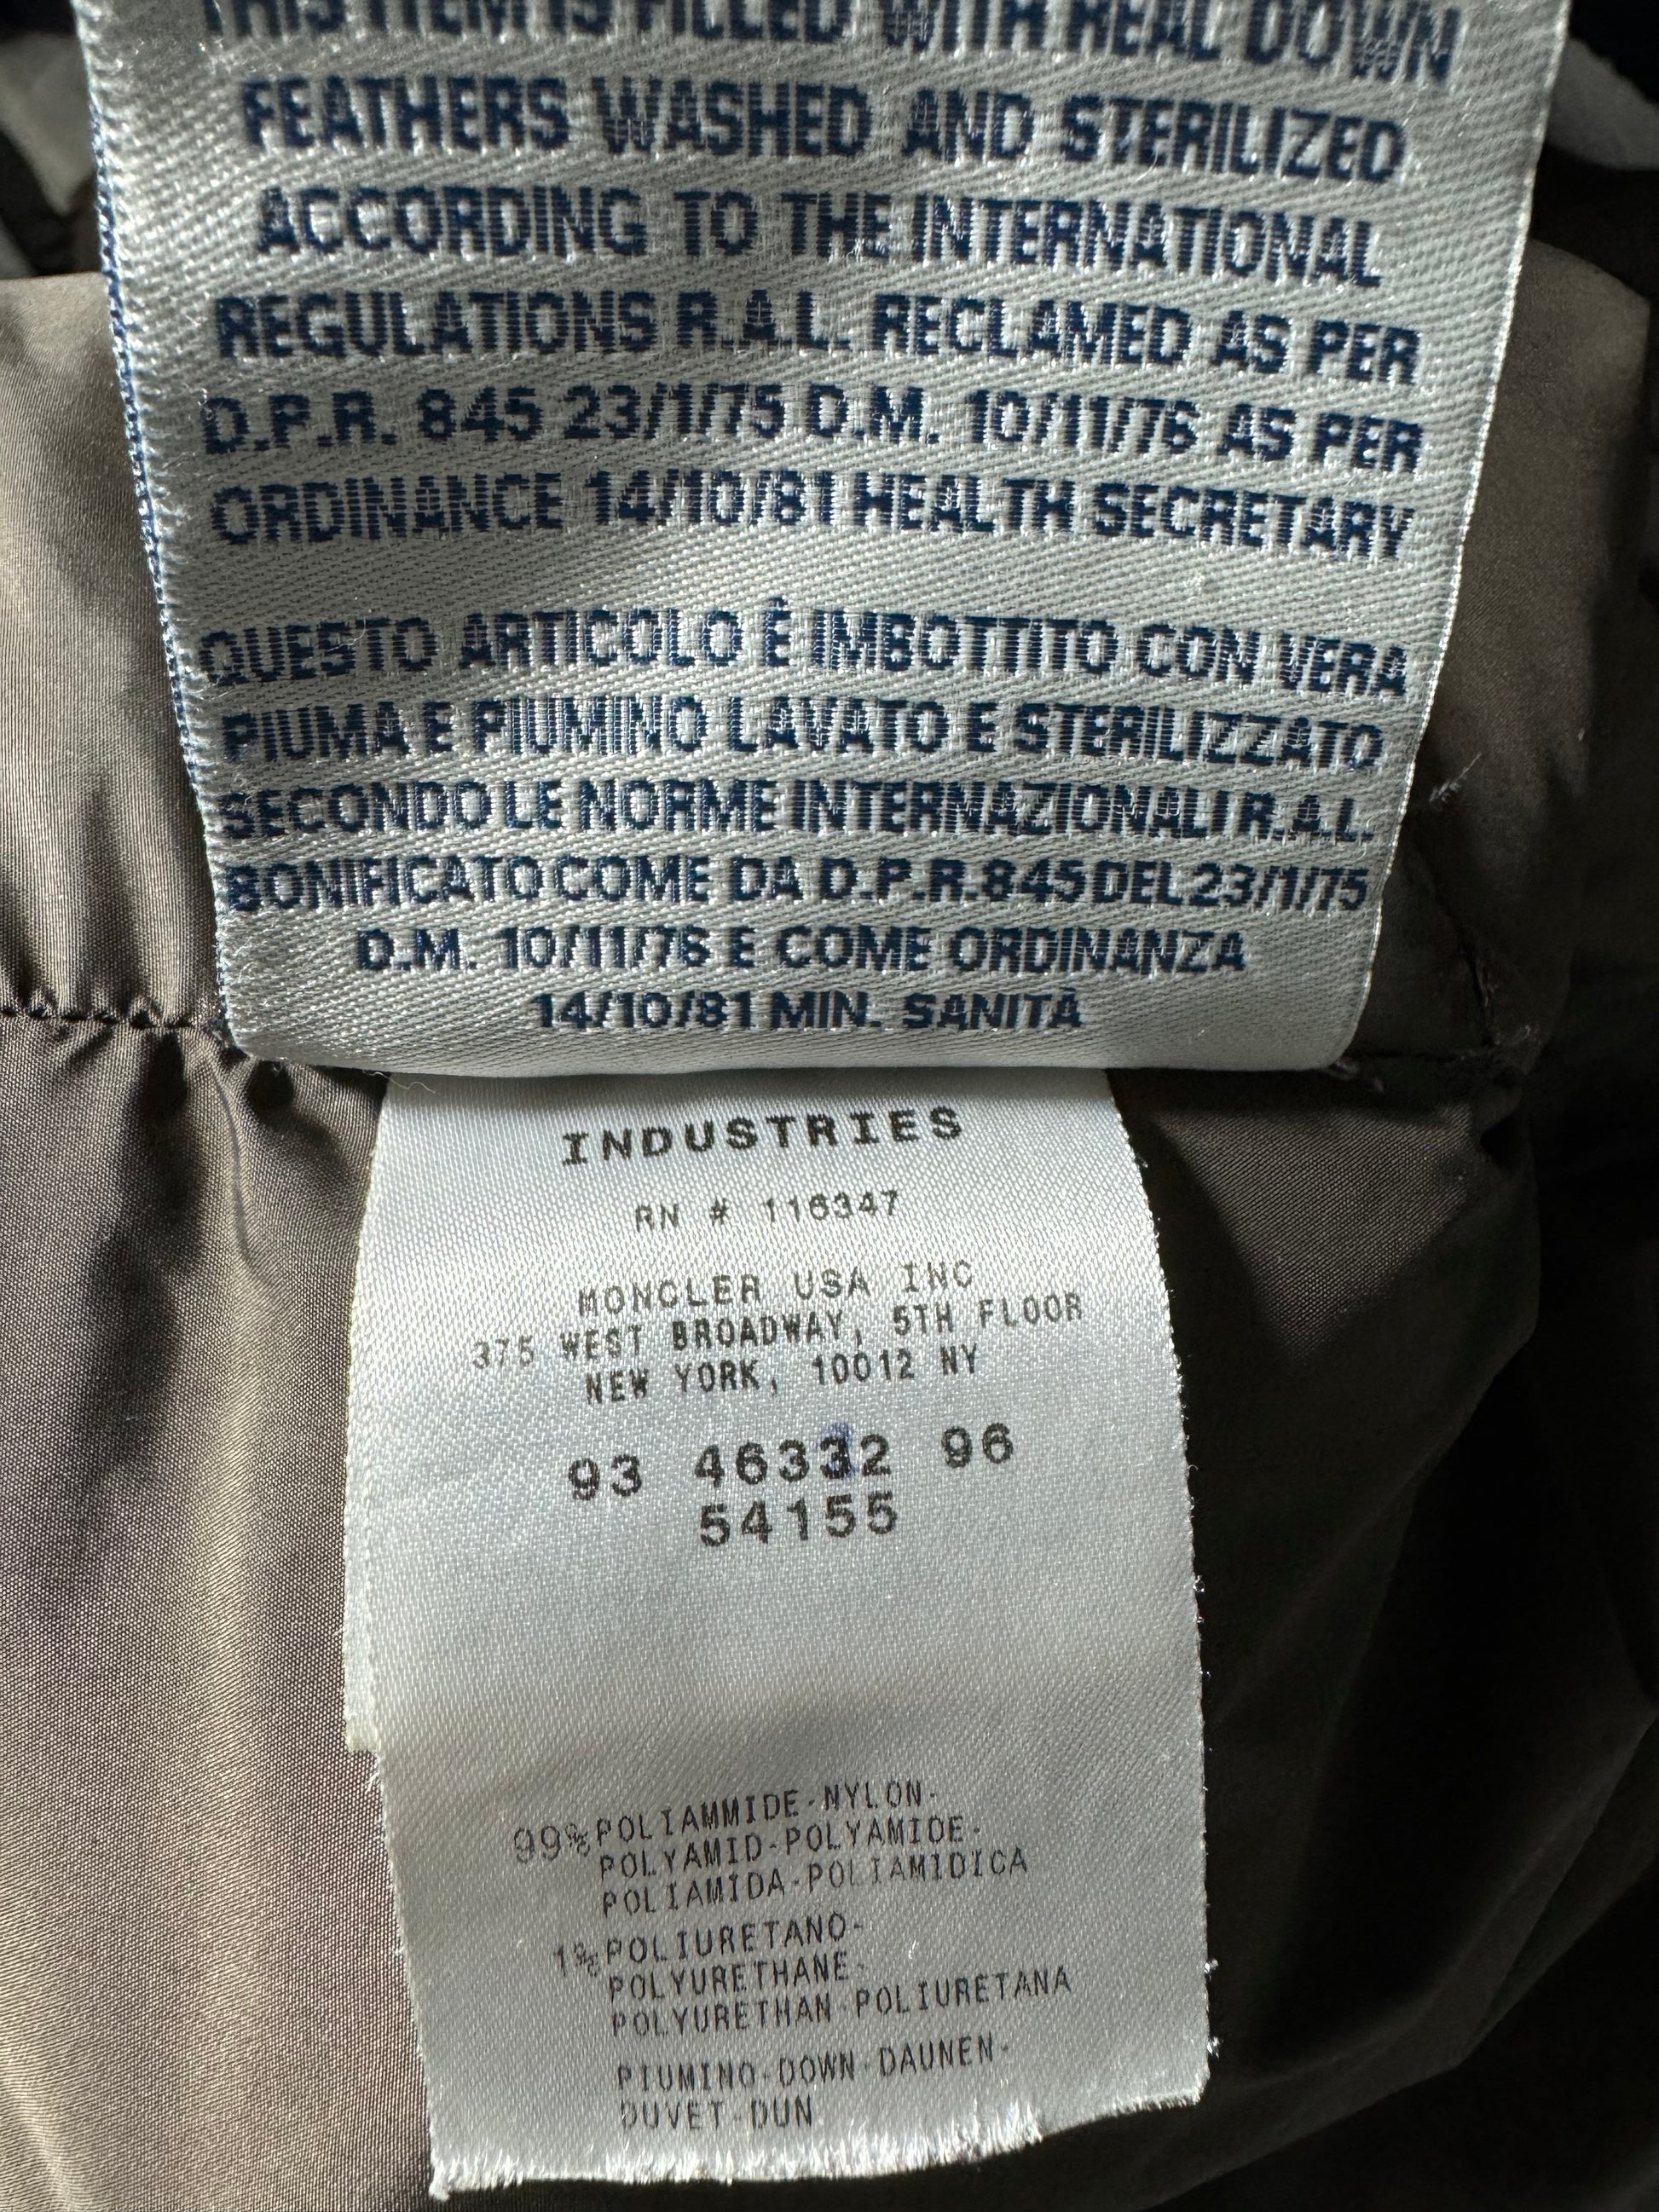 THIS ITEM IS FILLED WITH REAL DOWN
FEATHERS WASHED AND STERILIZED
ACCORDING TO THE INTERNATIONAL
REGULATIONS R.A.L. RECLAMED AS PER
D.P.R. 845 23/1/75 D.M. 10/11/76 AS PER
ORDINANCE 14/10/81 HEALTH SECRETARY
QUESTO ARTICOLO È IMBOTTITO CON VERA
PIUMA E PIUMINO LAVATO E STERILIZZATO
SECONDO LE NORME INTERNAZIONALI R.A.L.
BONIFICATO COME DA D.P.R. 845 DEL 23/1/75
D.M. 10/11/76 E COME ORDINANZA
14/10/81 MIN. SANITÀ
INDUSTRIES
RN # 116347
MONCLER USA INC
375 WEST BROADWAY, 5TH FLOOR
NEW YORK, 10012 NY
93 46332 96
54155
99% POLIAMMIDE-NYLON-
POLYAMID-POLYAMIDE-
POLIAMIDA-POLIAMIDICA
1% POLIURETANO-
POLYURETHANE-
POLYURETHAN-POLIURETANA
PIUMINO-DOWN-DAUNEN-
DUVET-DUN